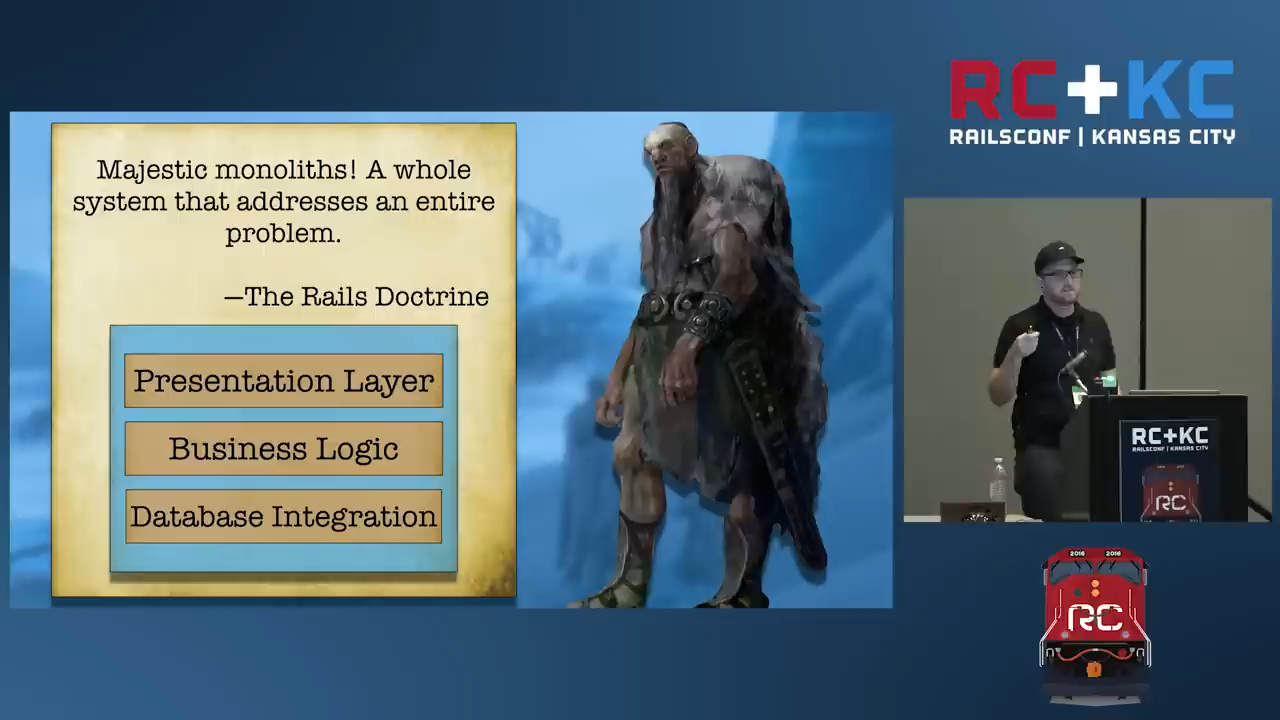 Majestic monoliths! A whole
system that addresses an entire
problem.
—The Rails Doctrine
Presentation Layer
Business Logic
Database Integration
RC+KC
RAILSCONF | KANSAS CITY
RC+KC
RAILSCONF | KANSAS CITY
RC
2016 2016
RC